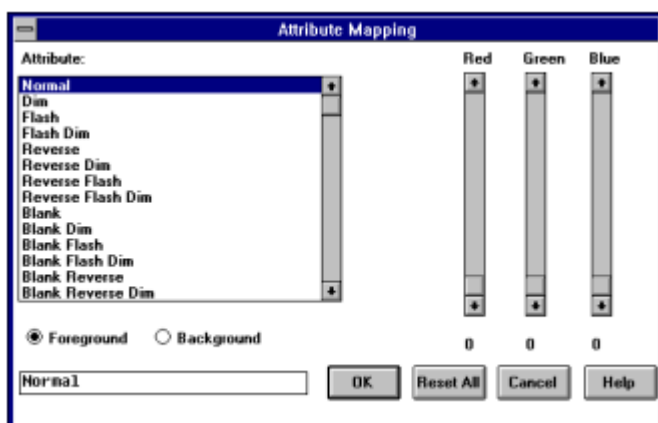 Attribute Mapping
Attribute:
Red Green Blue
Normal
Dim
Flash
Flash Dim
Reverse
Reverse Dim
Reverse Flash
Reverse Flash Dim
Blank
Blank Dim
Blank Flash
Blank Flash Dim
Blank Reverse
Blank Reverse Dim
Foreground Background
0 0 0
Normal
OK Reset All Cancel Help